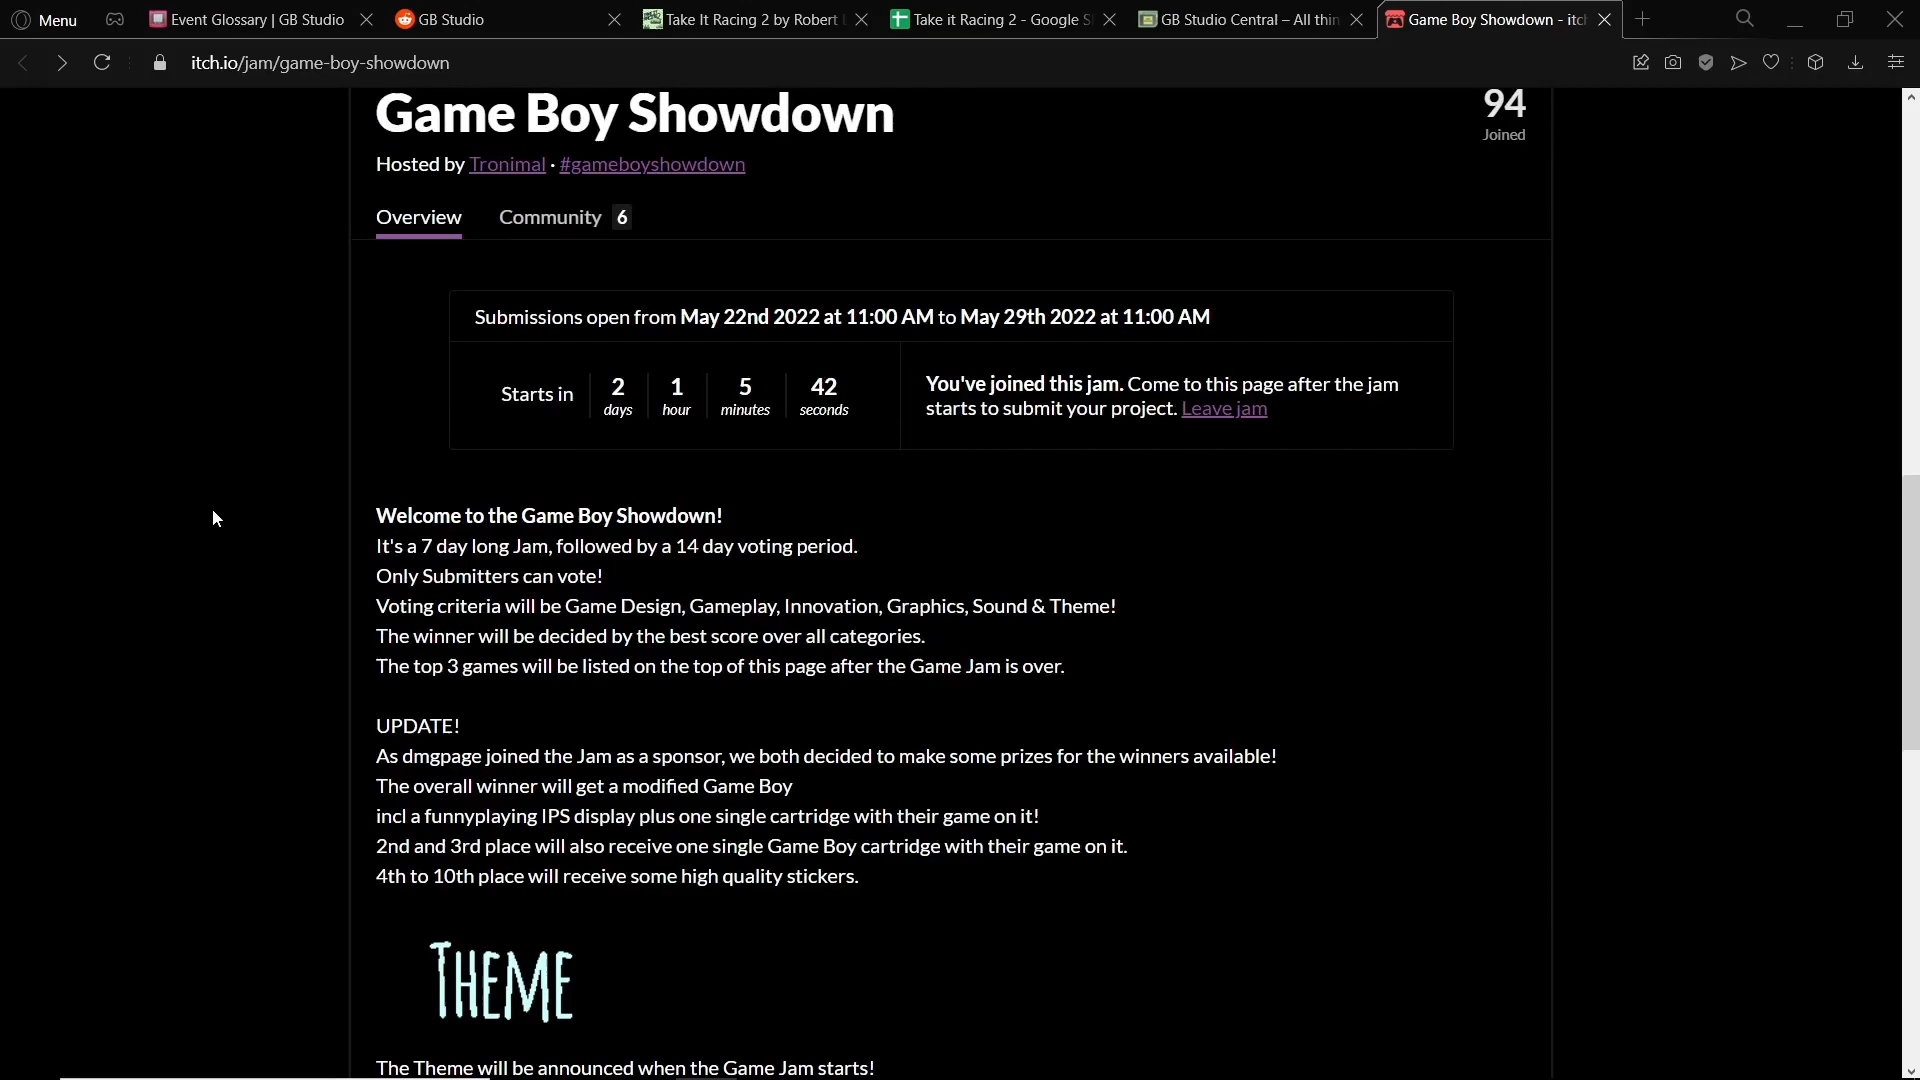 Menu
Event Glossary | GB Studio
GB Studio
Take It Racing 2 by Robert
Take it Racing 2 - Google S
GB Studio Central – All thin
Game Boy Showdown - itc
itch.io/jam/game-boy-showdown
Game Boy Showdown
94
Joined
Hosted by Tronimal · #gameboyshowdown
Overview
Community 6
Submissions open from May 22nd 2022 at 11:00 AM to May 29th 2022 at 11:00 AM
Starts in
2
days
1
hour
5
minutes
42
seconds
You've joined this jam. Come to this page after the jam
starts to submit your project. Leave jam
Welcome to the Game Boy Showdown!
It's a 7 day long Jam, followed by a 14 day voting period.
Only Submitters can vote!
Voting criteria will be Game Design, Gameplay, Innovation, Graphics, Sound & Theme!
The winner will be decided by the best score over all categories.
The top 3 games will be listed on the top of this page after the Game Jam is over.
UPDATE!
As dmgpage joined the Jam as a sponsor, we both decided to make some prizes for the winners available!
The overall winner will get a modified Game Boy
incl a funnyplaying IPS display plus one single cartridge with their game on it!
2nd and 3rd place will also receive one single Game Boy cartridge with their game on it.
4th to 10th place will receive some high quality stickers.
THEME
The Theme will be announced when the Game Jam starts!